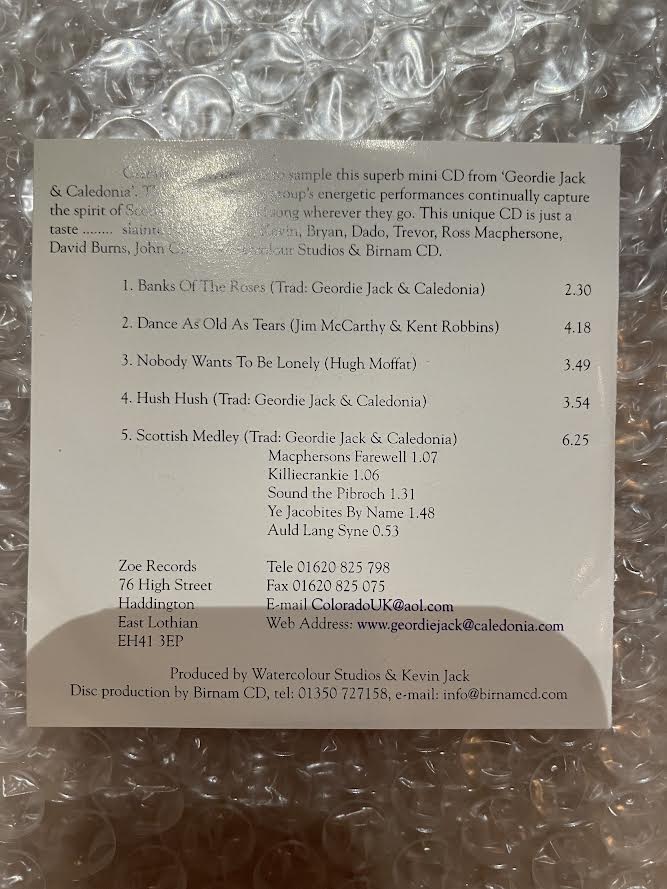 to sample this superb mini CD from 'Geordie Jack
& Caledonia'. group's energetic performances continually capture
the spirit of song wherever they go. This unique CD is just a
taste ........ Kevin, Bryan, Dado, Trevor, Ross Macphersone,
David Burns, John Studios & Birnam CD.
1. Banks Of The Roses (Trad: Geordie Jack & Caledonia) 2.30
2. Dance As Old As Tears (Jim McCarthy & Kent Robbins) 4.18
3. Nobody Wants To Be Lonely (Hugh Moffat) 3.49
4. Hush Hush (Trad: Geordie Jack & Caledonia) 3.54
5. Scottish Medley (Trad: Geordie Jack & Caledonia) 6.25
Macphersons Farewell 1.07
Killiecrankie 1.06
Sound the Pibroch 1.31
Ye Jacobites By Name 1.48
Auld Lang Syne 0.53
Zoe Records Tele 01620 825 798
76 High Street Fax 01620 825 075
Haddington E-mail ColoradoUK@aol.com
East Lothian Web Address: www.geordiejack@caledonia.com
EH41 3EP
Produced by Watercolour Studios & Kevin Jack
Disc production by Birnam CD, tel: 01350 727158, e-mail: info@birnamcd.com